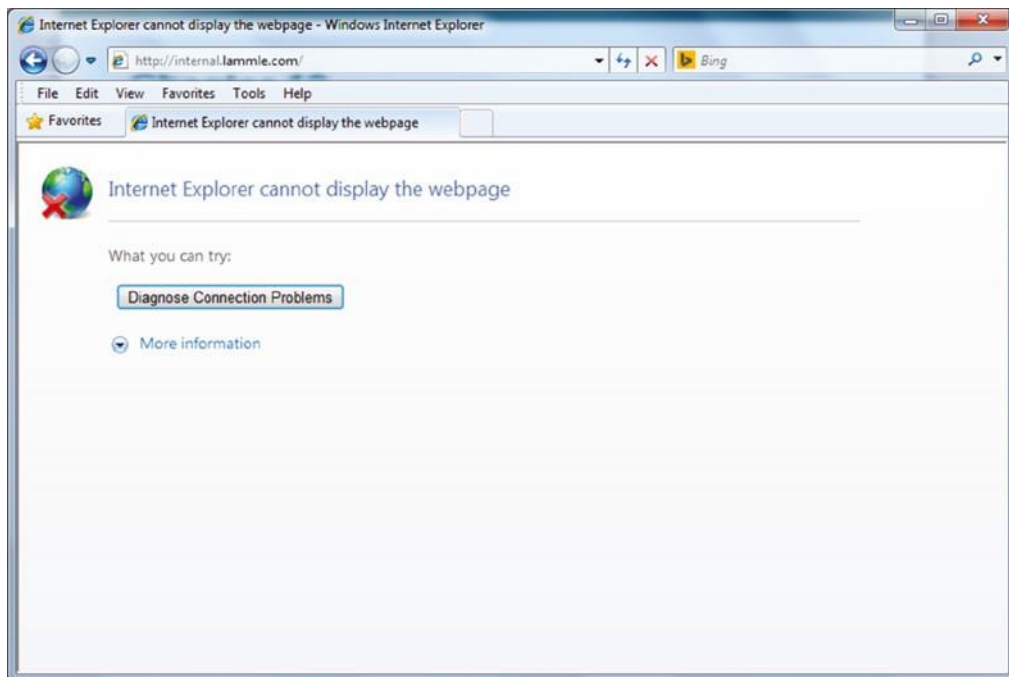 Internet Explorer cannot display the webpage - Windows Internet Explorer
http://internal.lammle.com/
Bing
File Edit View Favorites Tools Help
Favorites
Internet Explorer cannot display the webpage
Internet Explorer cannot display the webpage
What you can try:
Diagnose Connection Problems
More information